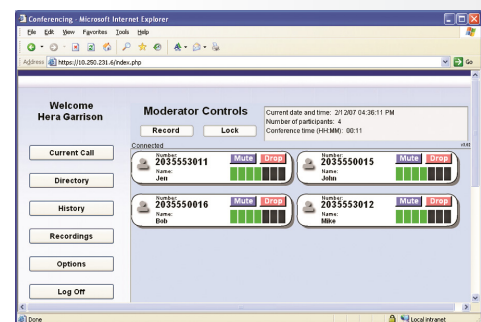 Conferencing - Microsoft Internet Explorer
File Edit View Favorites Tools Help
Address https://10.250.231.6/index.php Go
Welcome
Hera Garrison
Moderator Controls
Record Lock
Current date and time: 2/12/07 04:36:11 PM
Number of participants: 4
Conference time (HH:MM): 00:11
Connected
Current Call
Directory
History
Recordings
Options
Log Off
Number:
2035553011
Name:
Jen
Mute Drop
Number:
2035550015
Name:
John
Mute Drop
Number:
2035550016
Name:
Bob
Mute Drop
Number:
2035553012
Name:
Mike
Mute Drop
Done Local intranet